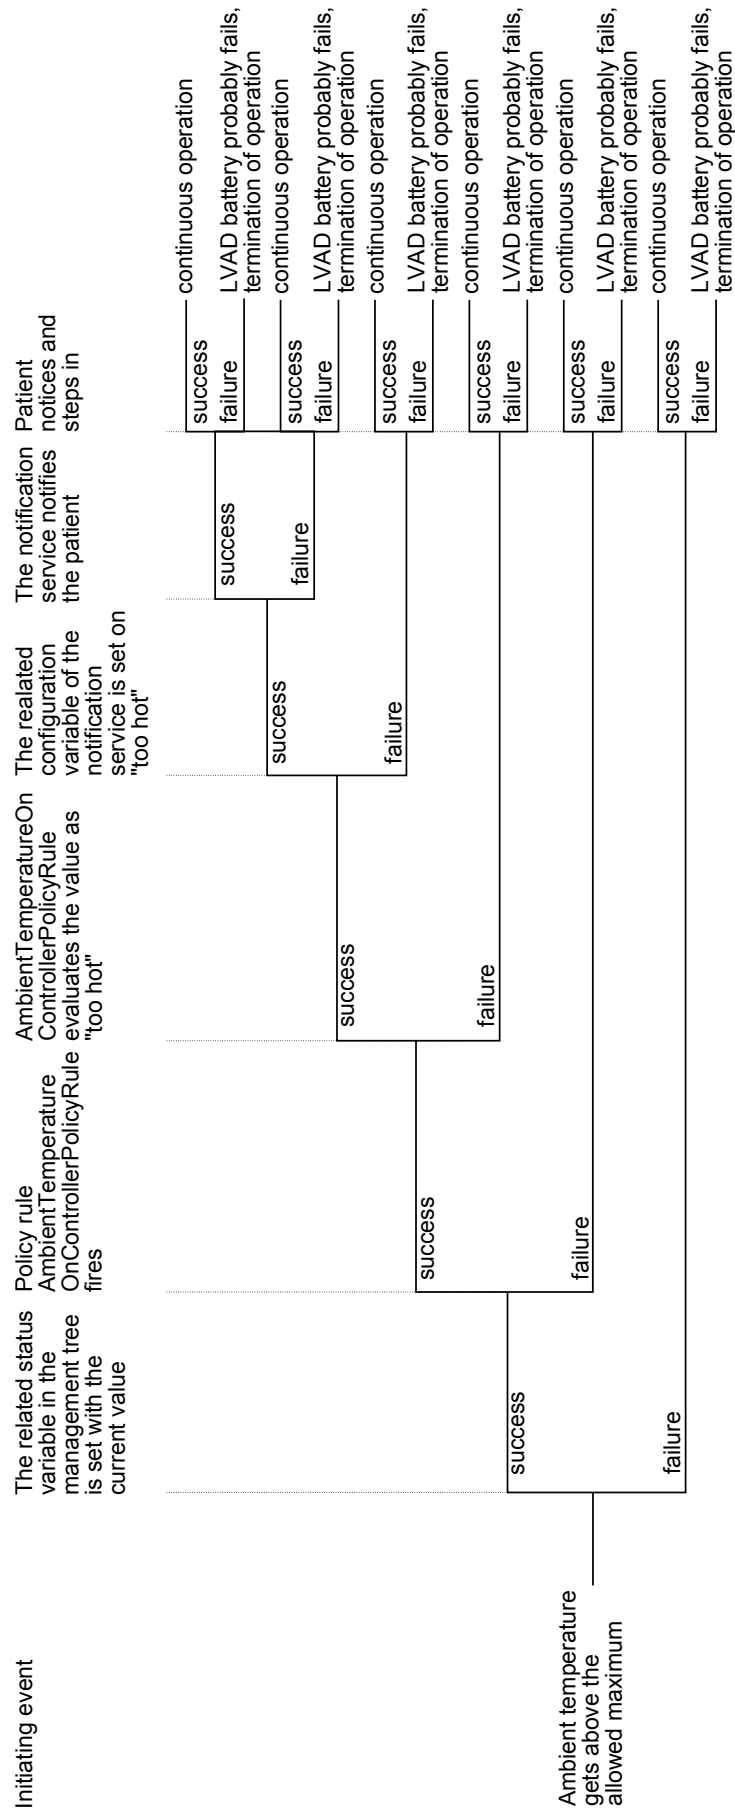 Initiating event
The related status
variable in the
management tree
is set with the
current value
Policy rule
AmbientTemperature
OnControllerPolicyRule
fires
AmbientTemperatureOn
ControllerPolicyRule
evaluates the value as
"too hot"
The realated
configuration
variable of the
notification
service is set on
"too hot"
The notification
service notifies
the patient
Patient
notices and
steps in
Ambient temperature
gets above the
allowed maximum
success
failure
success
failure
success
failure
success
failure
success
failure
success
failure
success
failure
success
failure
success
failure
success
failure
success
failure
continuous operation
LVAD battery probably fails,
termination of operation
continuous operation
LVAD battery probably fails,
termination of operation
continuous operation
LVAD battery probably fails,
termination of operation
continuous operation
LVAD battery probably fails,
termination of operation
continuous operation
LVAD battery probably fails,
termination of operation
continuous operation
LVAD battery probably fails,
termination of operation